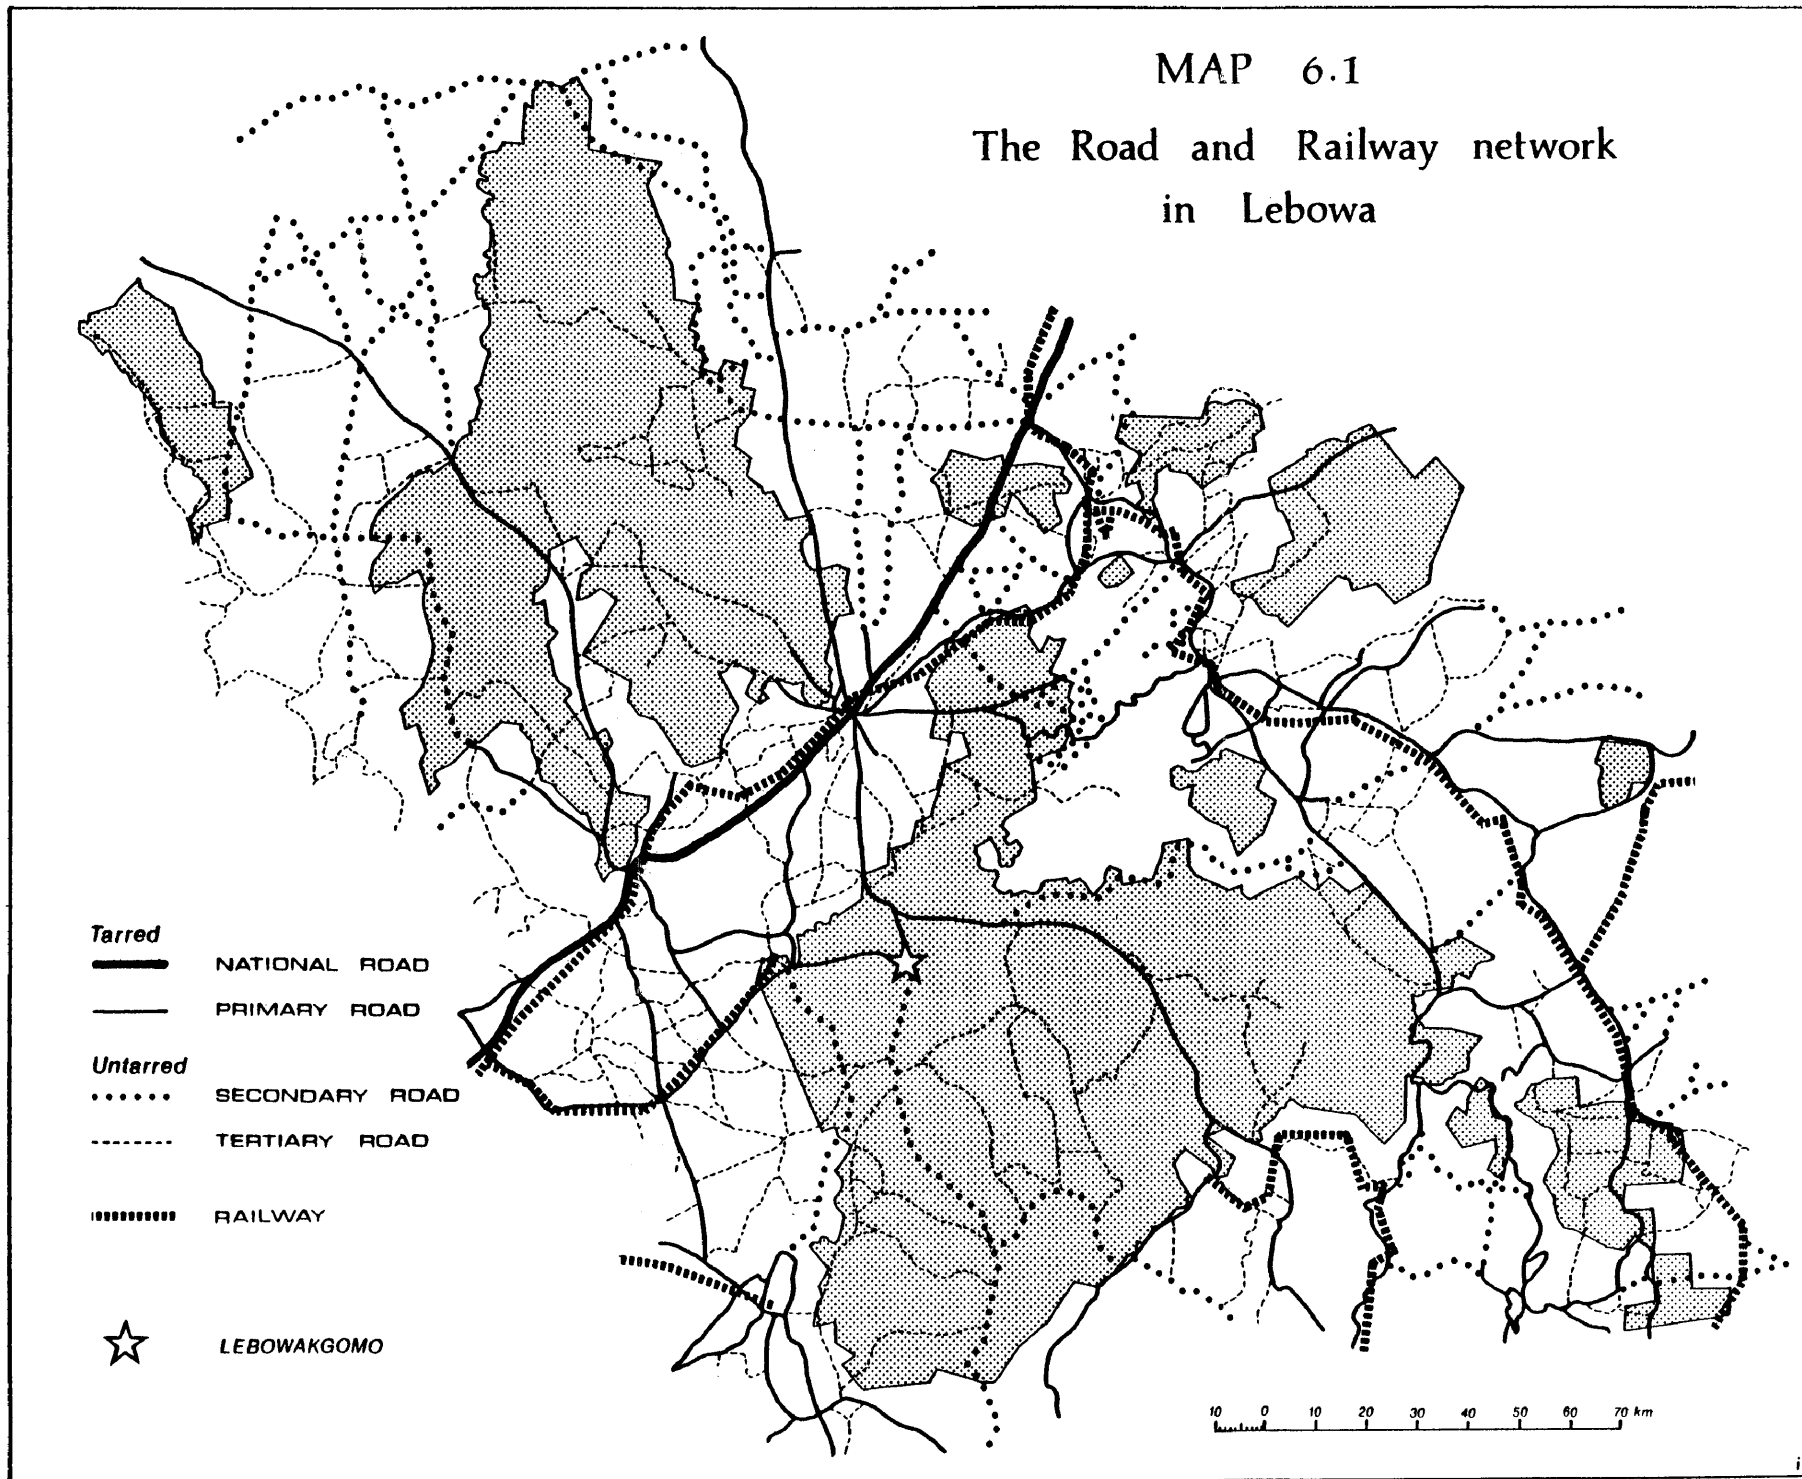 MAP 6.1
The Road and Railway network
in Lebowa
Tarred
NATIONAL ROAD
PRIMARY ROAD
Untarred
SECONDARY ROAD
TERTIARY ROAD
RAILWAY
LEBOWAKGOMO
10 0 10 20 30 40 50 60 70 km
i